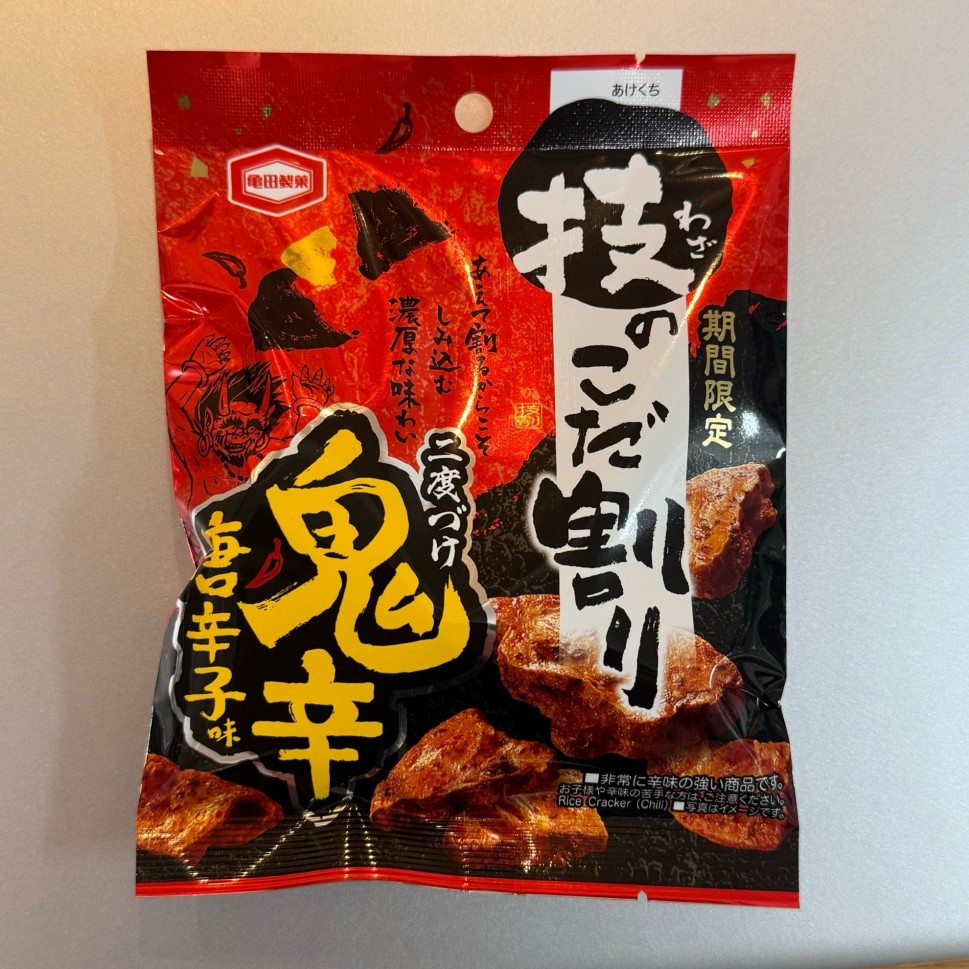 あけくち
亀田製菓
技のこだ割り
わざ
期間限定
あえて割るからこそ
しみ込む
濃厚な味わい
技割
二度づけ
鬼辛
唐辛子味
■非常に辛味の強い商品です。
お子様や辛味の苦手な方は、ご注意ください。
Rice Cracker (Chili) ■写真はイメージです。